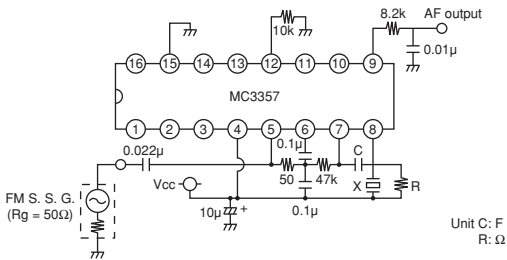 8.2k AF output
10k
0.01μ
16 15 14 13 12 11 10 9
MC3357
1 2 3 4 5 6 7 8
0.022μ
0.1μ
C
Vcc
50 47k
X R
FM S. S. G.
(Rg = 50Ω)
10μ +
0.1μ
Unit C: F
R: Ω